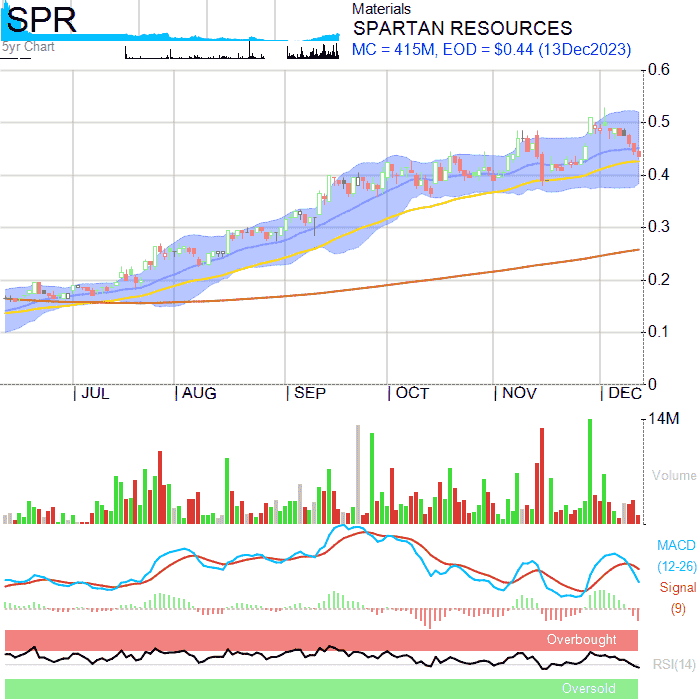 SPR
5yr Chart
Materials
SPARTAN RESOURCES
MC = 415M, EOD = $0.44 (13Dec2023)
0.6
0.5
0.4
0.3
0.2
0.1
0
| JUL | AUG | SEP | OCT | NOV | DEC
14M
Volume
MACD
(12-26)
Signal
(9)
Overbought
RSI(14)
Oversold